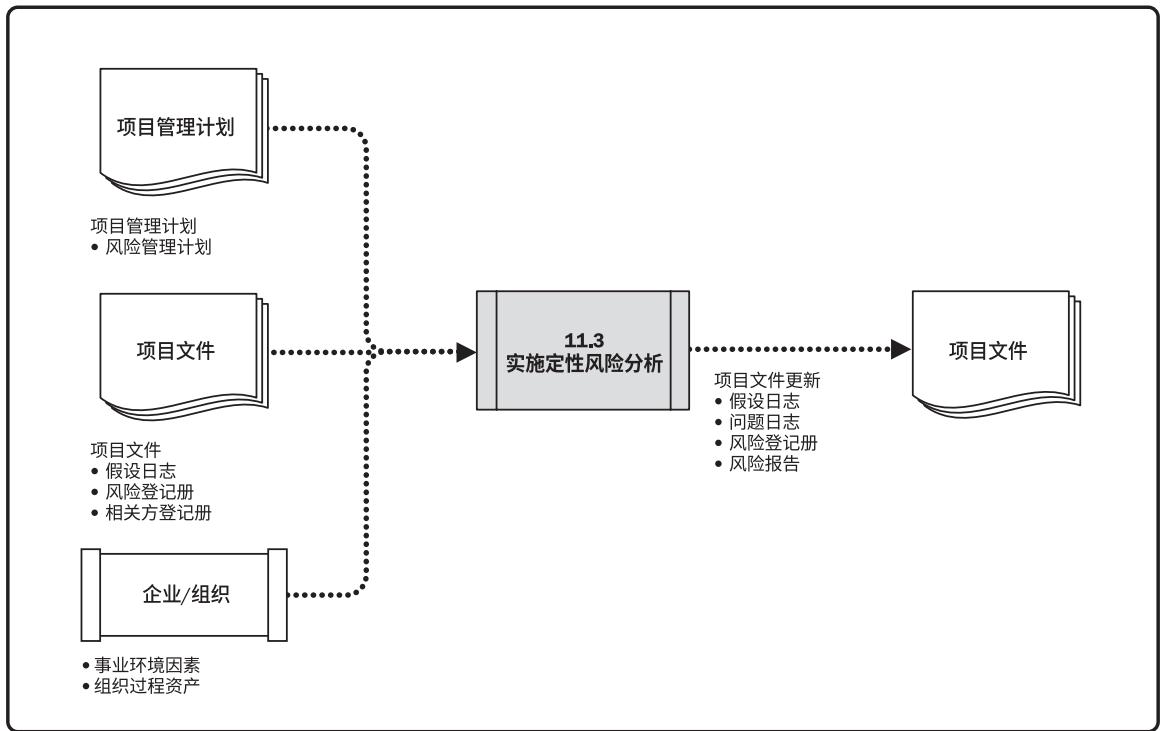 项目管理计划
项目管理计划
● 风险管理计划
项目文件
项目文件
● 假设日志
● 风险登记册
● 相关方登记册
企业/组织
● 事业环境因素
● 组织过程资产
11.3
实施定性风险分析
项目文件更新
● 假设日志
● 问题日志
● 风险登记册
● 风险报告
项目文件